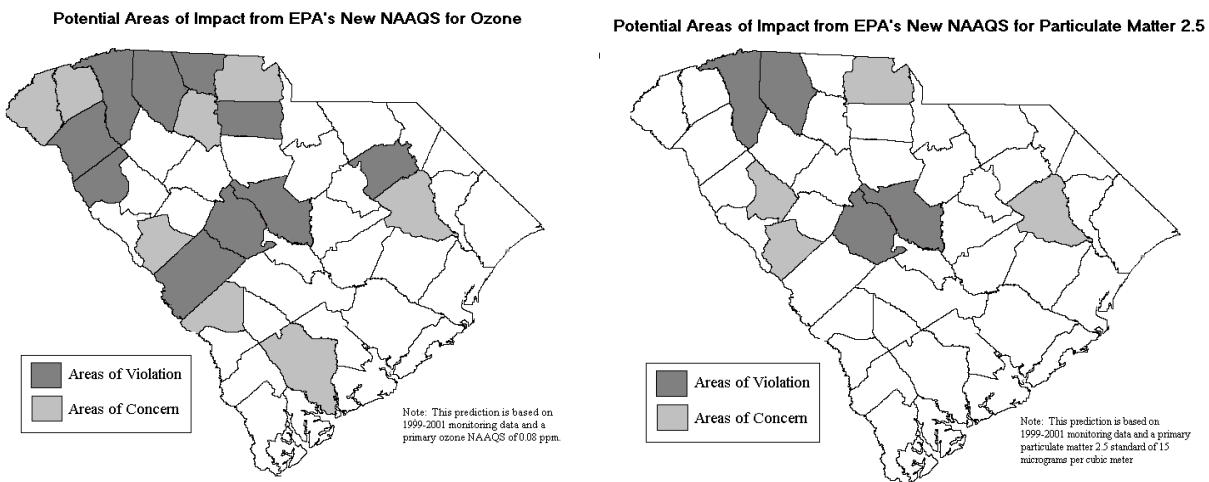 Potential Areas of Impact from EPA's New NAAQS for Ozone
Areas of Violation
Areas of Concern
Note: This prediction is based on
1999-2001 monitoring data and a
primary ozone NAAQS of 0.08 ppm.
Potential Areas of Impact from EPA's New NAAQS for Particulate Matter 2.5
Areas of Violation
Areas of Concern
Note: This prediction is based on
1999-2001 monitoring data and a primary
particulate matter 2.5 standard of 15
micrograms per cubic meter